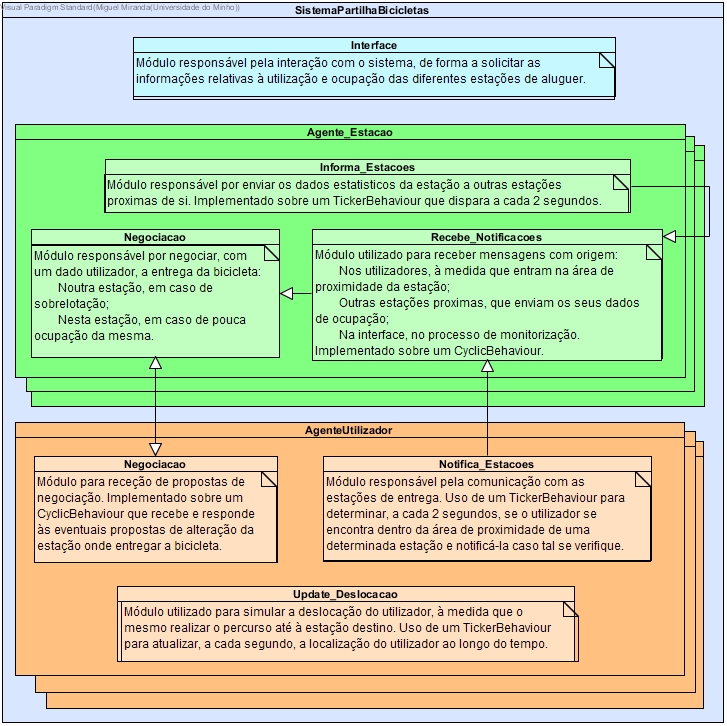 Visual Paradigm Standard(Miguel Miranda(Universidade do Minho))
SistemaPartilhaBicicletas
Interface
Módulo responsável pela interação com o sistema, de forma a solicitar as
informações relativas à utilização e ocupação das diferentes estações de aluguer.
Agente_Estacao
Informa_Estacoes
Módulo responsável por enviar os dados estatisticos da estação a outras estações
proximas de si. Implementado sobre um TickerBehaviour que dispara a cada 2 segundos.
Negociacao
Módulo responsável por negociar, com
um dado utilizador, a entrega da bicicleta:
Noutra estação, em caso de
sobrelotação;
Nesta estação, em caso de pouca
ocupação da mesma.
Recebe_Notificacoes
Módulo utilizado para receber mensagens com origem:
Nos utilizadores, à medida que entram na área de
proximidade da estação;
Outras estações proximas, que enviam os seus dados
de ocupação;
Na interface, no processo de monitorização.
Implementado sobre um CyclicBehaviour.
AgenteUtilizador
Negociacao
Módulo para receção de propostas de
negociação. Implementado sobre um
CyclicBehaviour que recebe e responde
às eventuais propostas de alteração da
estação onde entregar a bicicleta.
Notifica_Estacoes
Módulo responsável pela comunicação com as
estações de entrega. Uso de um TickerBehaviour para
determinar, a cada 2 segundos, se o utilizador se
encontra dentro da área de proximidade de uma
determinada estação e notificá-la caso tal se verifique.
Update_Deslocacao
Módulo utilizado para simular a deslocação do utilizador, à medida que o
mesmo realizar o percurso até à estação destino. Uso de um TickerBehaviour
para atualizar, a cada segundo, a localização do utilizador ao longo do tempo.